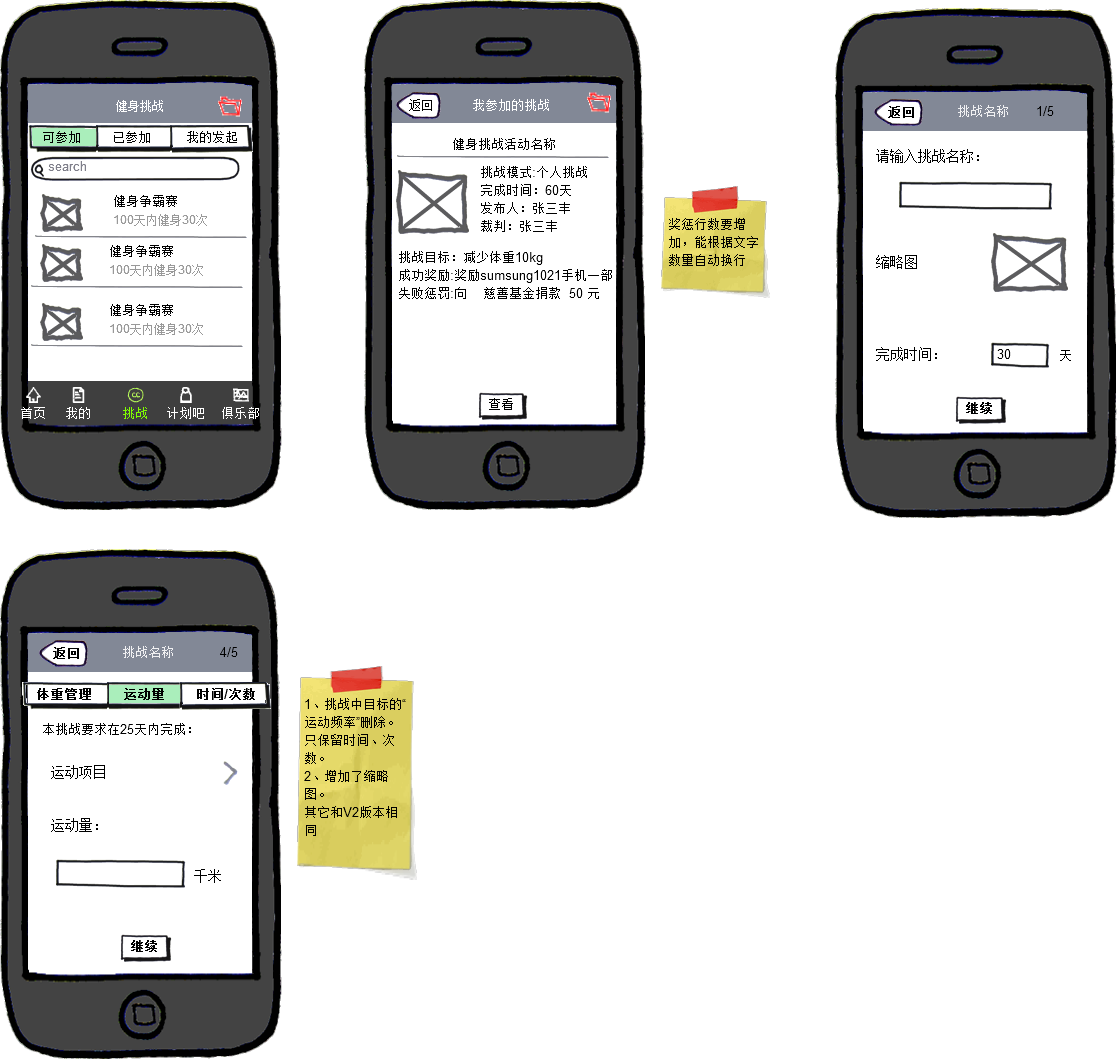 健身挑战
可参加 已参加 我的发起
search
健身争霸赛
100天内健身30次
健身争霸赛
100天内健身30次
健身争霸赛
100天内健身30次
首页 我的 挑战 计划吧 俱乐部
返回 我参加的挑战
健身挑战活动名称
挑战模式:个人挑战
完成时间：60天
发布人：张三丰
裁判：张三丰
挑战目标：减少体重10kg
成功奖励:奖励sumsung1021手机一部
失败惩罚:向 慈善基金捐款 50 元
查看
奖惩行数要增
加，能根据文字
数量自动换行
返回 挑战名称 1/5
请输入挑战名称：
缩略图
完成时间： 30 天
继续
返回 挑战名称 4/5
体重管理 运动量 时间/次数
本挑战要求在25天内完成：
运动项目
运动量：
千米
继续
1、挑战中目标的“
运动频率”删除。
只保留时间、次
数。
2、增加了缩略
图。
其它和V2版本相
同